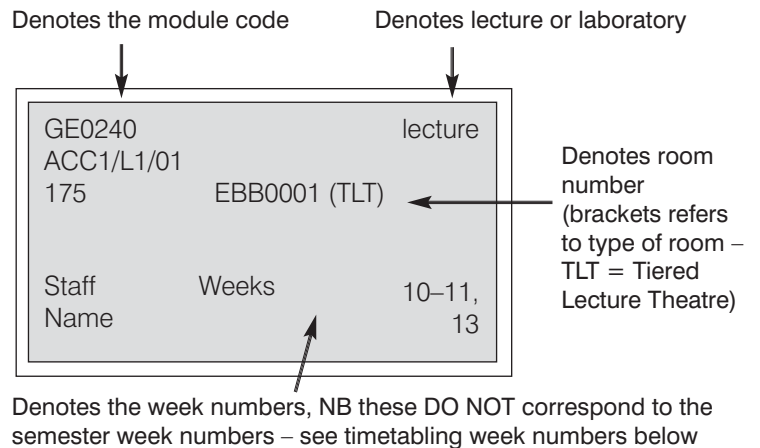 Denotes the module code
Denotes lecture or laboratory
GE0240
lecture
ACC1/L1/01
175
EBB0001 (TLT)
Denotes room
number
(brackets refers
to type of room –
TLT = Tiered
Lecture Theatre)
Staff
Name
Weeks
10–11,
13
Denotes the week numbers, NB these DO NOT correspond to the
semester week numbers – see timetabling week numbers below